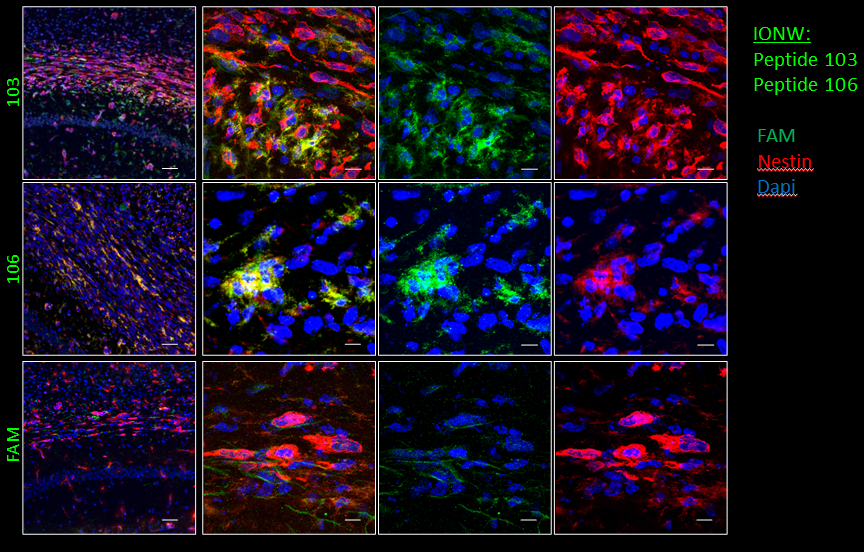 IONW:
Peptide 103
Peptide 106
FAM
Nestin
Dapi
103
106
FAM